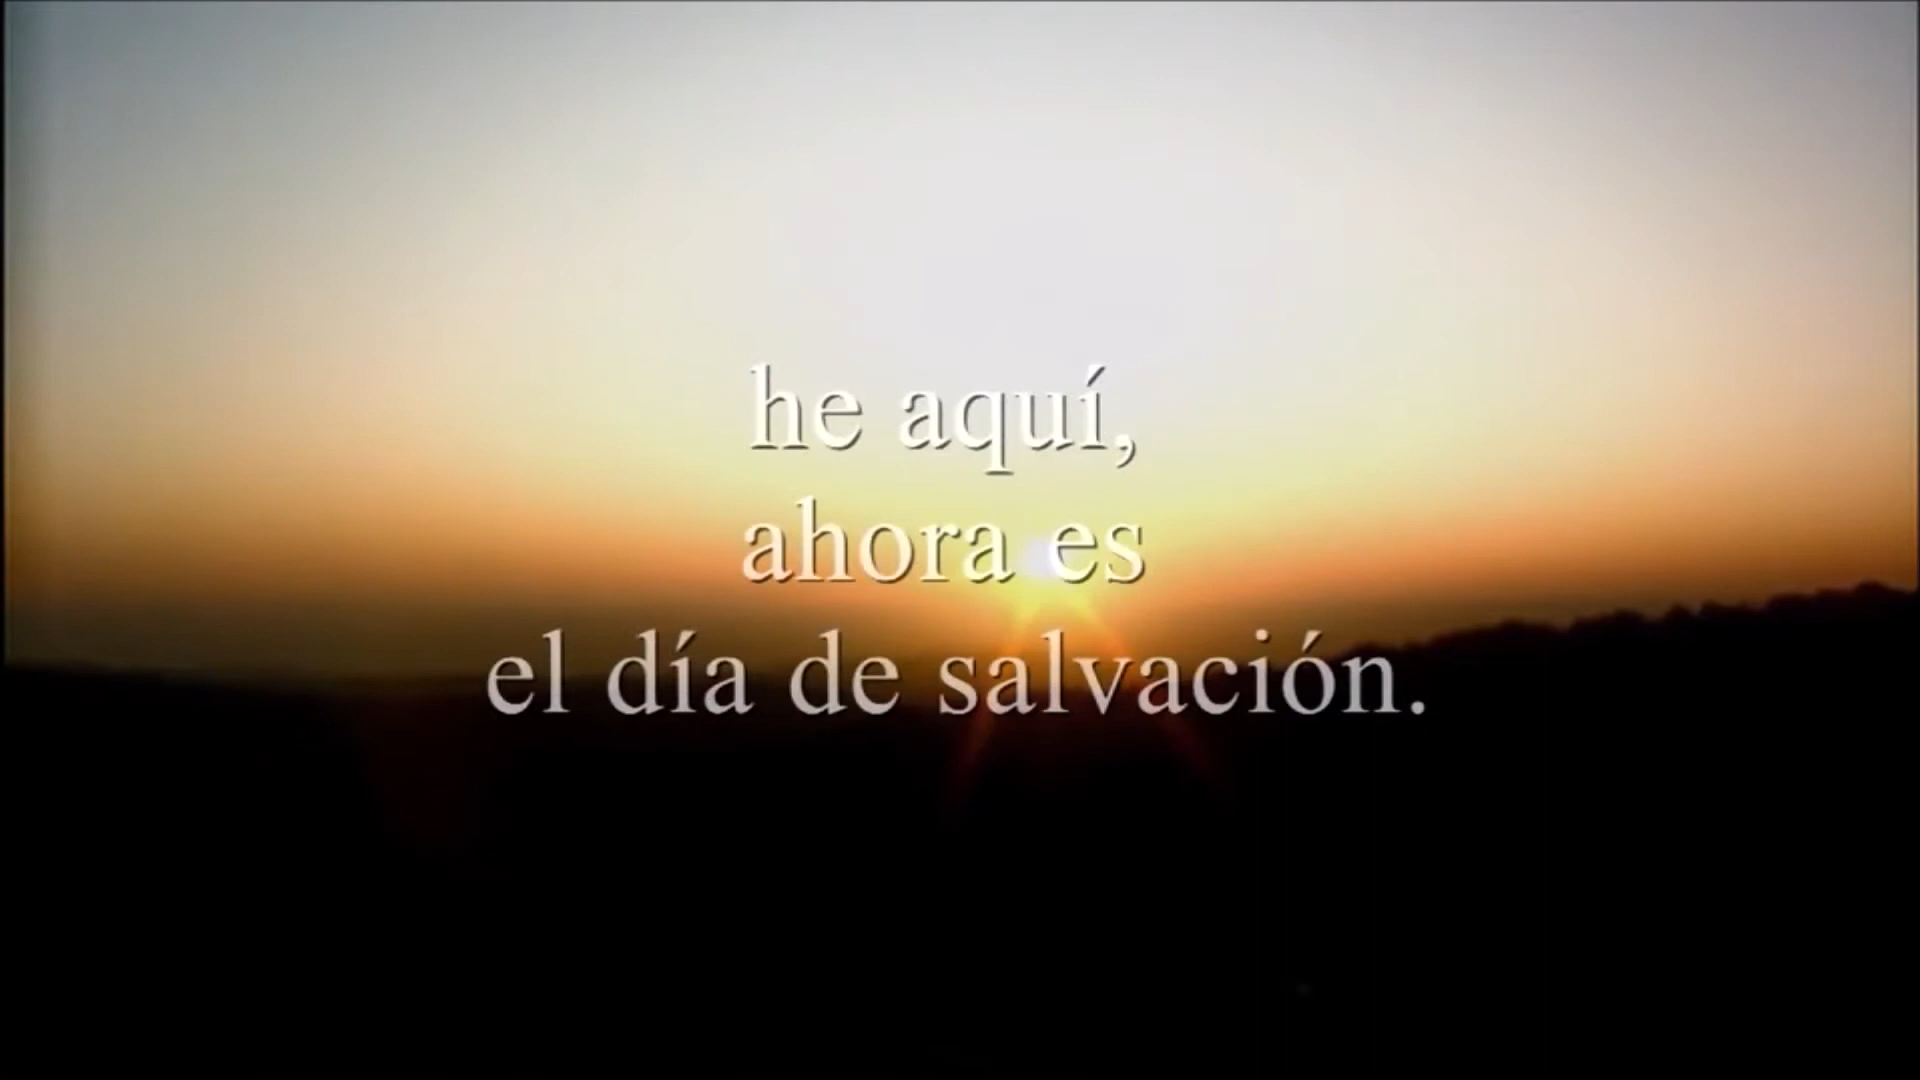 he aquí,
ahora es
el día de salvación.